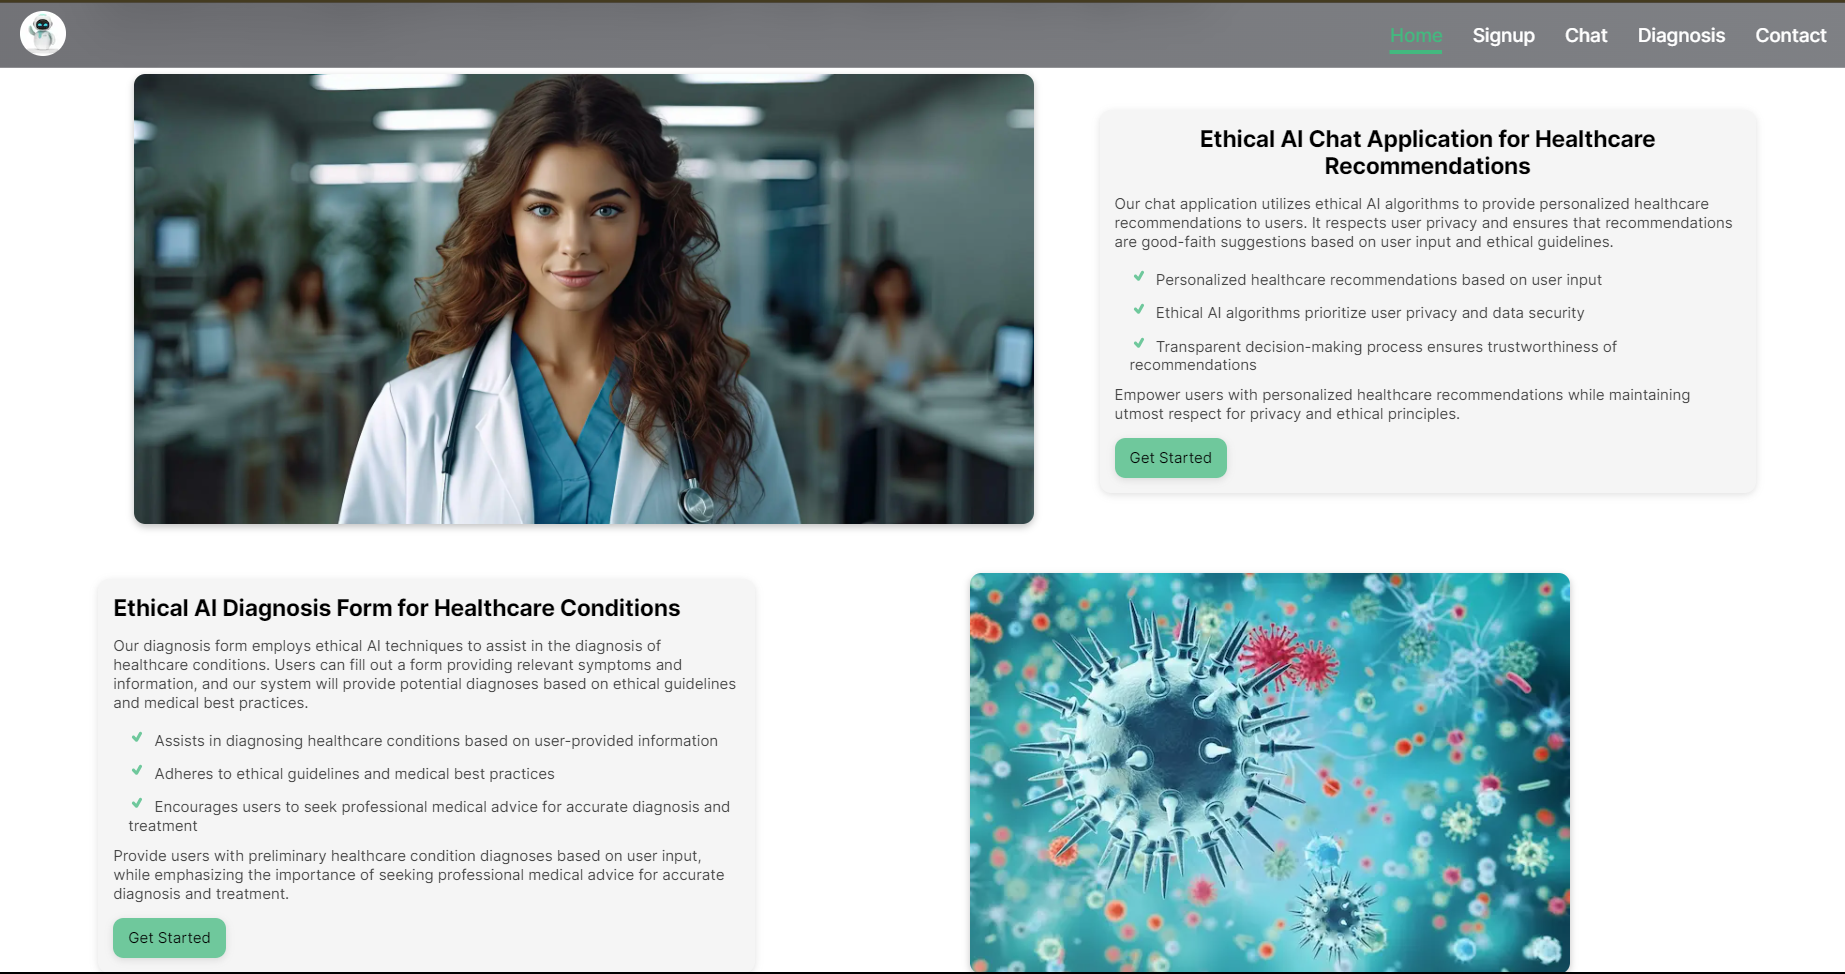 Home Signup Chat Diagnosis Contact
Ethical AI Chat Application for Healthcare
Recommendations
Our chat application utilizes ethical AI algorithms to provide personalized healthcare
recommendations to users. It respects user privacy and ensures that recommendations
are good-faith suggestions based on user input and ethical guidelines.
Personalized healthcare recommendations based on user input
Ethical AI algorithms prioritize user privacy and data security
Transparent decision-making process ensures trustworthiness of
recommendations
Empower users with personalized healthcare recommendations while maintaining
utmost respect for privacy and ethical principles.
Get Started
Ethical AI Diagnosis Form for Healthcare Conditions
Our diagnosis form employs ethical AI techniques to assist in the diagnosis of
healthcare conditions. Users can fill out a form providing relevant symptoms and
information, and our system will provide potential diagnoses based on ethical guidelines
and medical best practices.
Assists in diagnosing healthcare conditions based on user-provided information
Adheres to ethical guidelines and medical best practices
Encourages users to seek professional medical advice for accurate diagnosis and
treatment
Provide users with preliminary healthcare condition diagnoses based on user input,
while emphasizing the importance of seeking professional medical advice for accurate
diagnosis and treatment.
Get Started